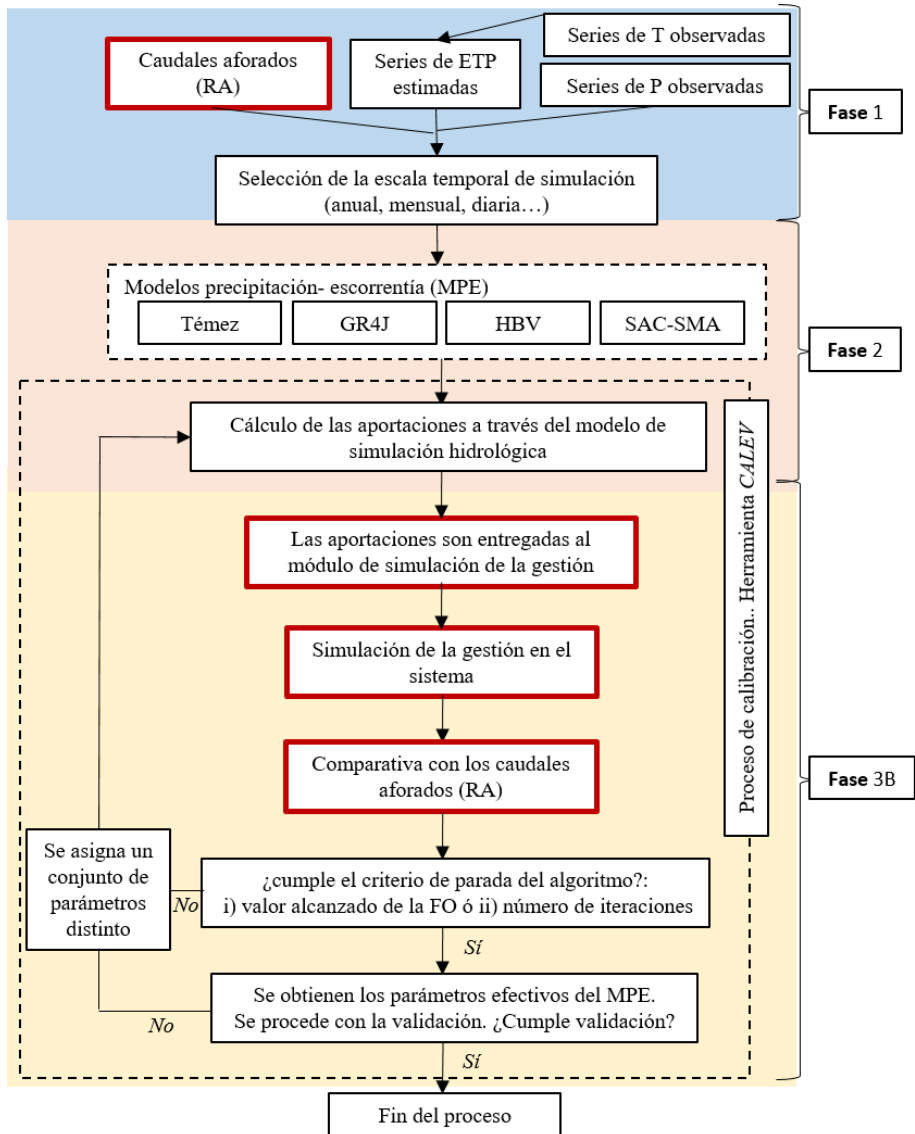 Series de T observadas
Caudales aforados
(RA)
Series de ETP
estimadas
Series de P observadas
Fase 1
Selección de la escala temporal de simulación
(anual, mensual, diaria…)
Modelos precipitación- escorrentía (MPE)
Témez
GR4J
HBV
SAC-SMA
Fase 2
Cálculo de las aportaciones a través del modelo de
simulación hidrológica
Proceso de calibración.. Herramienta CALEV
Las aportaciones son entregadas al
módulo de simulación de la gestión
Simulación de la gestión en el
sistema
Comparativa con los caudales
aforados (RA)
Fase 3B
Se asigna un
conjunto de
parámetros
distinto
¿cumple el criterio de parada del algoritmo?:
i) valor alcanzado de la FO ó ii) número de iteraciones
No
Sí
Se obtienen los parámetros efectivos del MPE.
Se procede con la validación. ¿Cumple validación?
No
Sí
Fin del proceso